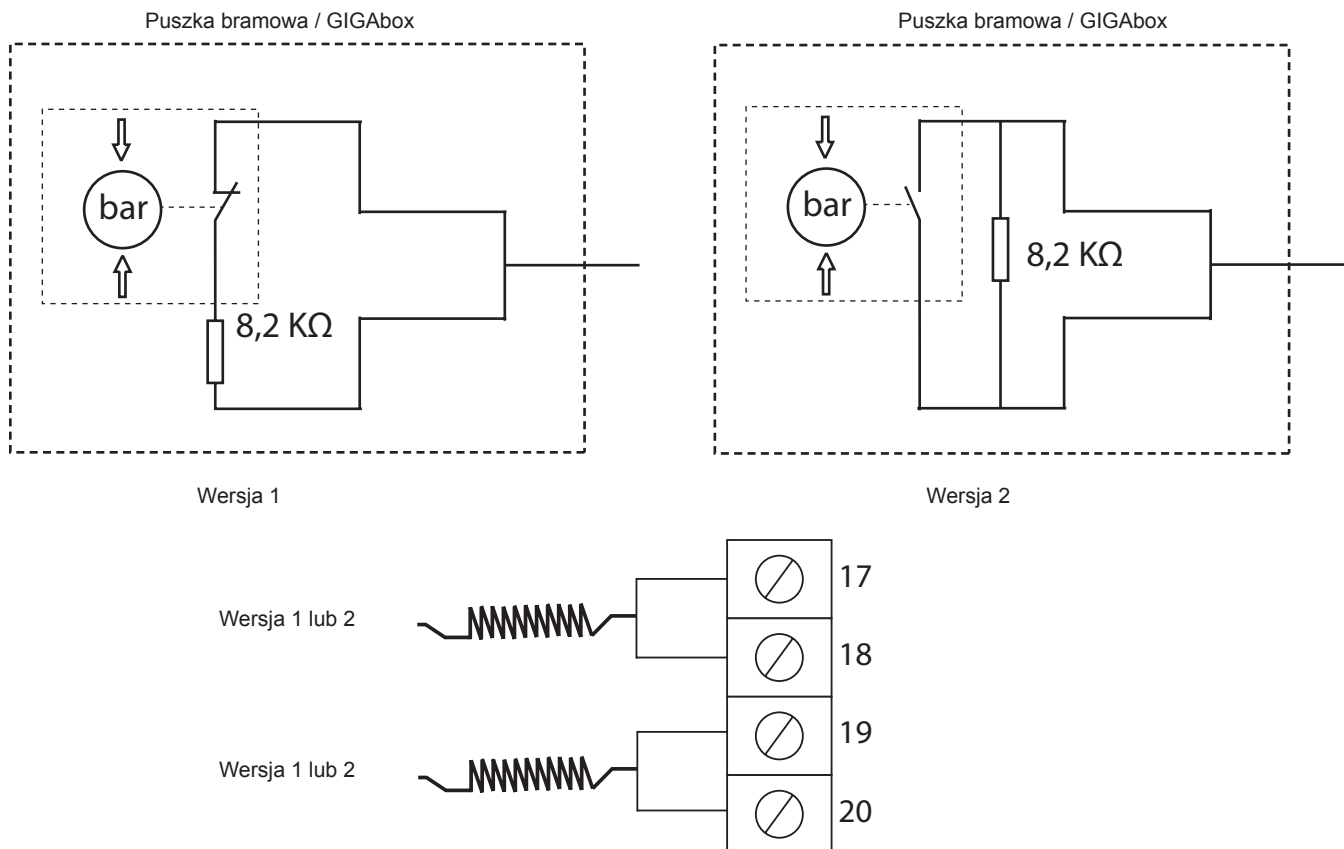 Puszka bramowa / GIGAbox
bar
8,2 KΩ
Wersja 1
Puszka bramowa / GIGAbox
bar
8,2 KΩ
Wersja 2
Wersja 1 lub 2
17
18
Wersja 1 lub 2
19
20